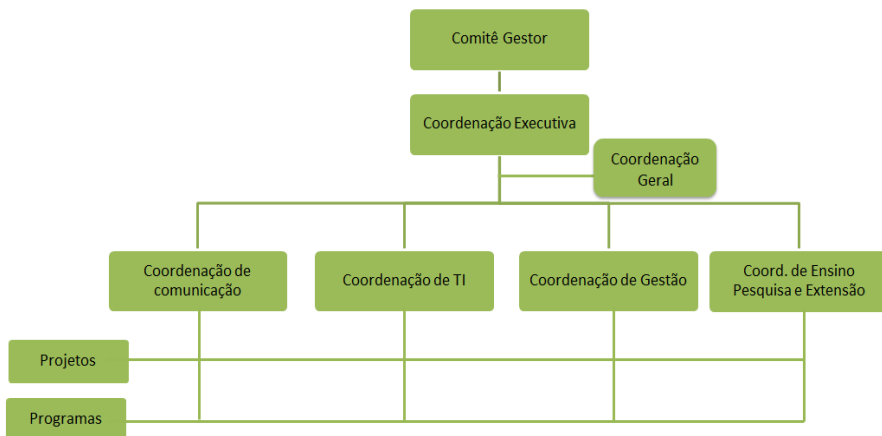 Comitê Gestor
Coordenação Executiva
Coordenação
Geral
Coordenação de
comunicação
Coordenação de TI
Coordenação de Gestão
Coord. de Ensino
Pesquisa e Extensão
Projetos
Programas